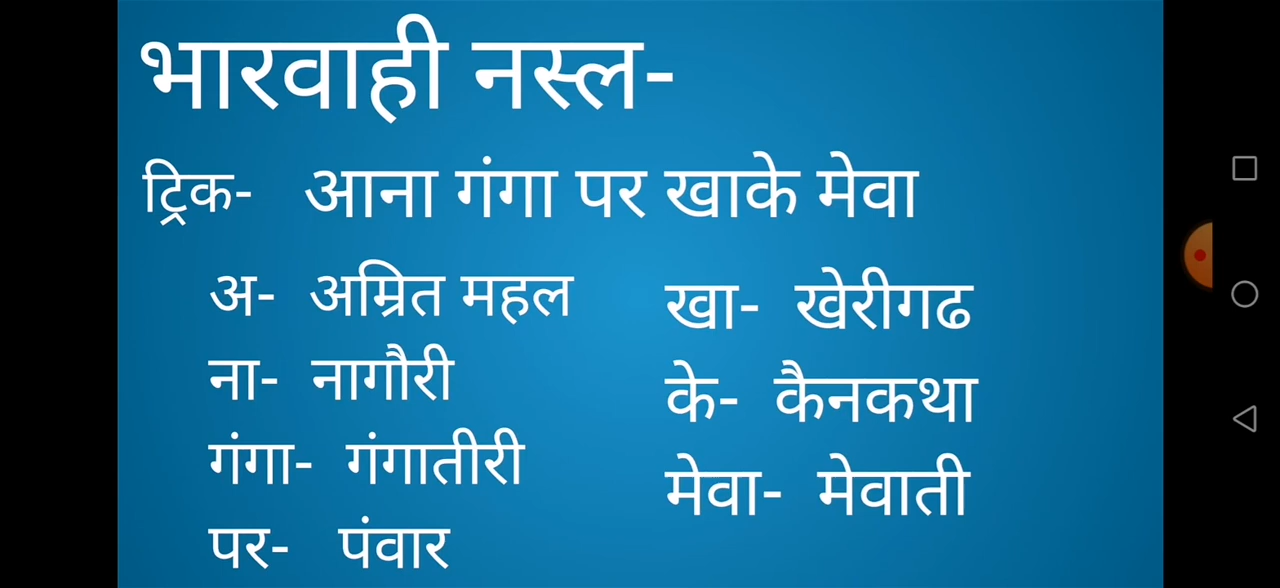 भारवाही नस्ल-
ट्रिक- आना गंगा पर खाके मेवा
अ- अम्रित महल
ना- नागौरी
गंगा- गंगातीरी
पर- पंवार
खा- खेरीगढ
के- कैनकथा
मेवा- मेवाती